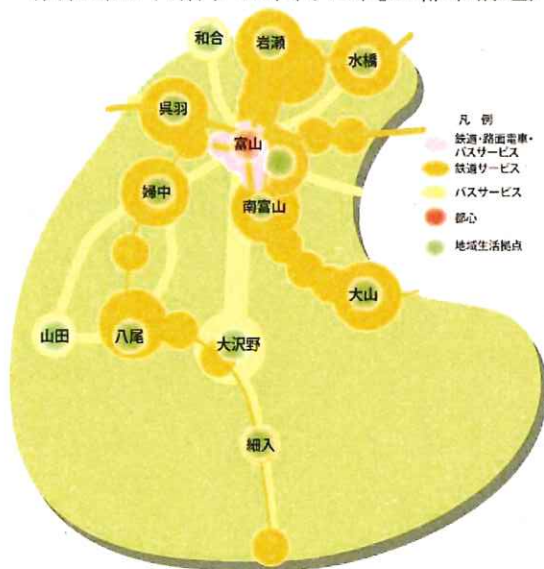 和合
岩瀬
水橋
呉羽
富山
婦中
南富山
大山
山田
八尾
大沢野
細入
凡 例
鉄道・路面電車・
バスサービス
鉄道サービス
バスサービス
都心
地域生活拠点